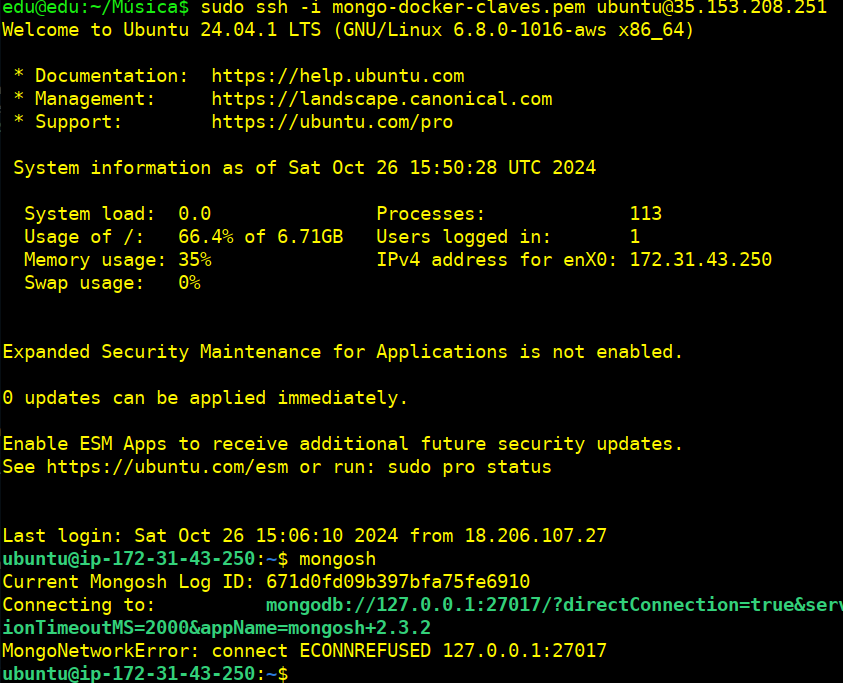 edu@edu:~/Música$ sudo ssh -i mongo-docker-claves.pem ubuntu@35.153.208.251
Welcome to Ubuntu 24.04.1 LTS (GNU/Linux 6.8.0-1016-aws x86_64)
* Documentation:  https://help.ubuntu.com
* Management:     https://landscape.canonical.com
* Support:        https://ubuntu.com/pro
System information as of Sat Oct 26 15:50:28 UTC 2024
System load:  0.0               Processes:             113
Usage of /:   66.4% of 6.71GB   Users logged in:       1
Memory usage: 35%               IPv4 address for enX0: 172.31.43.250
Swap usage:   0%
Expanded Security Maintenance for Applications is not enabled.
0 updates can be applied immediately.
Enable ESM Apps to receive additional future security updates.
See https://ubuntu.com/esm or run: sudo pro status
Last login: Sat Oct 26 15:06:10 2024 from 18.206.107.27
ubuntu@ip-172-31-43-250:~$ mongosh
Current Mongosh Log ID: 671d0fd09b397bfa75fe6910
Connecting to:          mongodb://127.0.0.1:27017/?directConnection=true&serv
ionTimeoutMS=2000&appName=mongosh+2.3.2
MongoNetworkError: connect ECONNREFUSED 127.0.0.1:27017
ubuntu@ip-172-31-43-250:~$